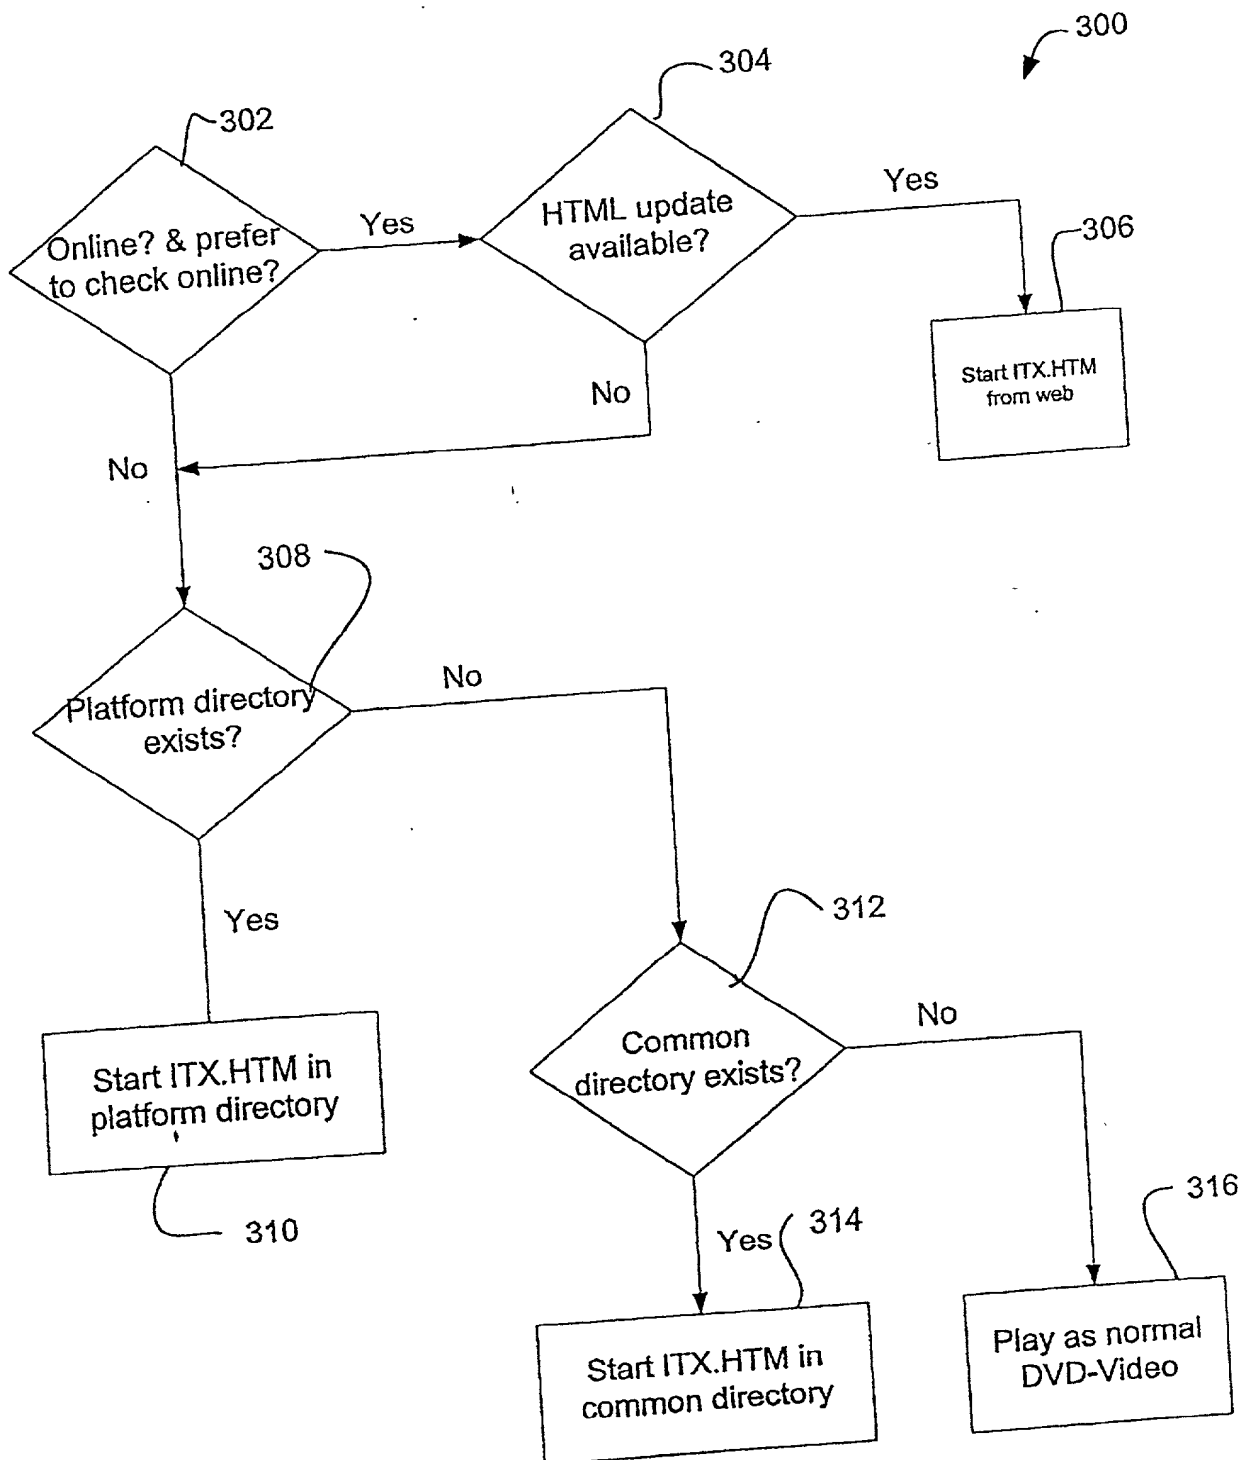 300
304
302
Yes
HTML update
available?
Yes
Online? & prefer
to check online?
306
Start ITX.HTM
from web
No
No
308
Platform directory
exists?
No
312
Yes
Common
directory exists?
No
Start ITX.HTM in
platform directory
310
Yes
314
316
Start ITX.HTM in
common directory
Play as normal
DVD-Video